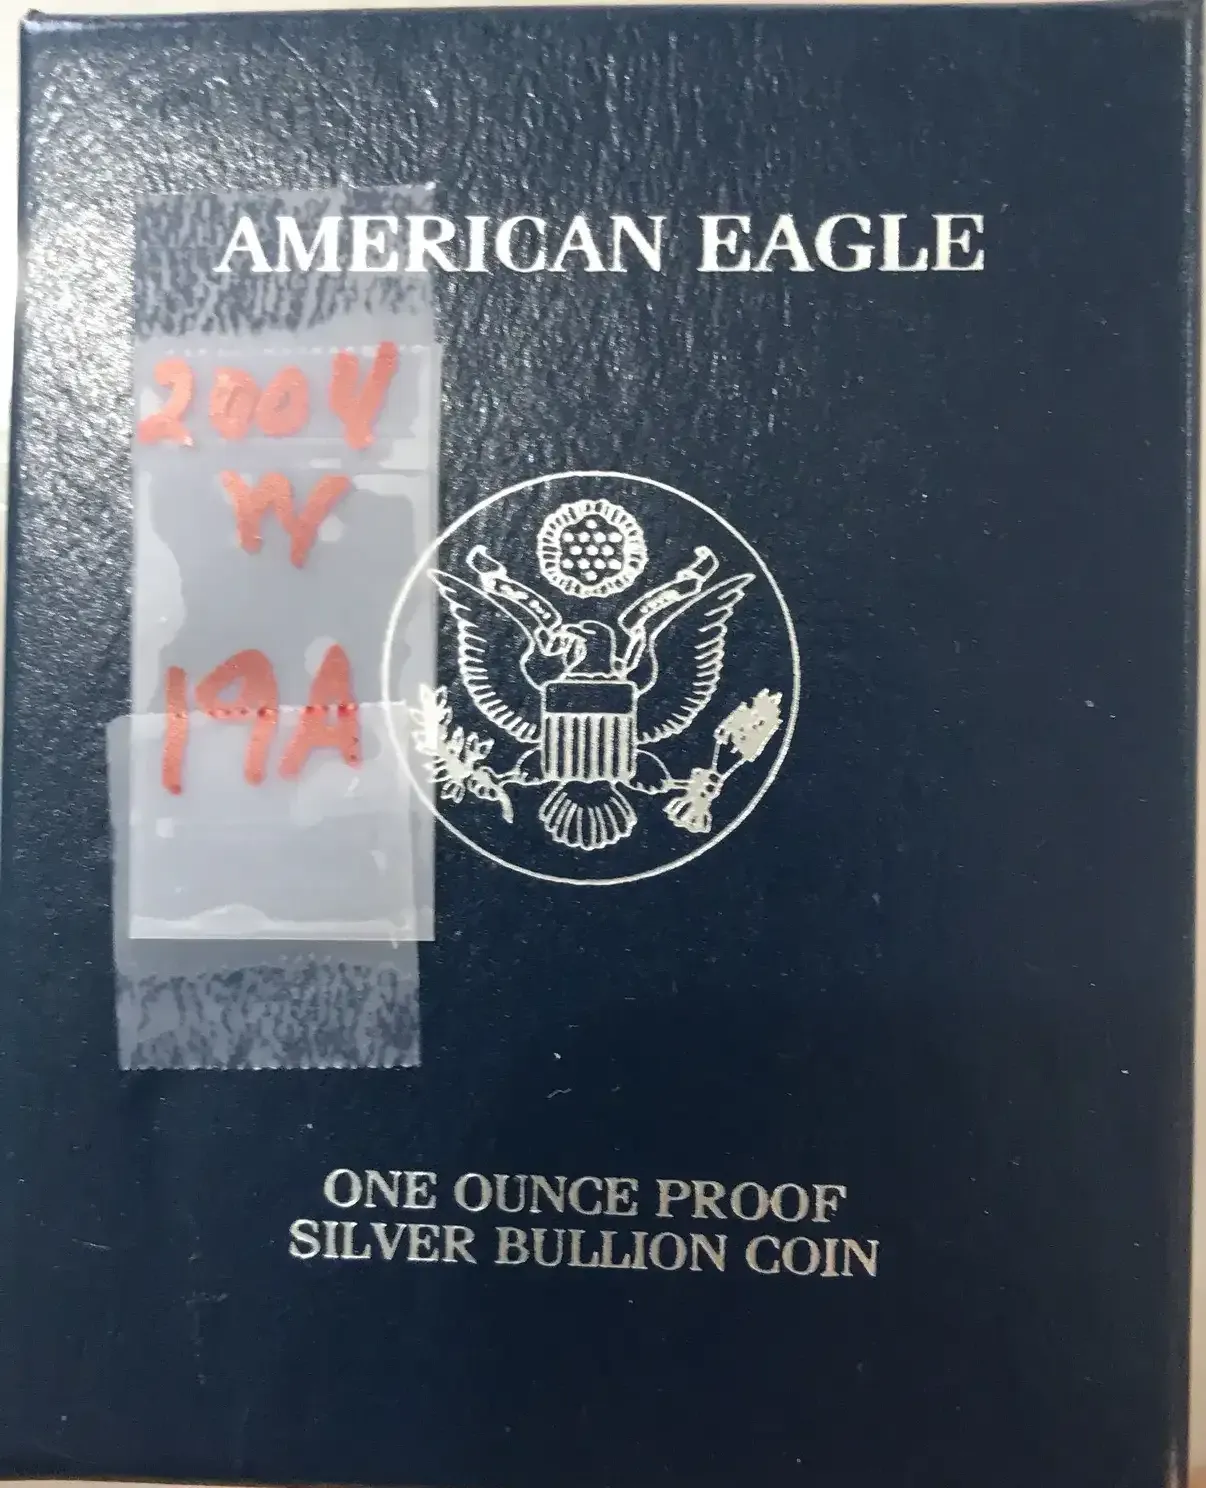 AMERICAN EAGLE
2004
W
19A
ONE OUNCE PROOF
SILVER BULLION COIN